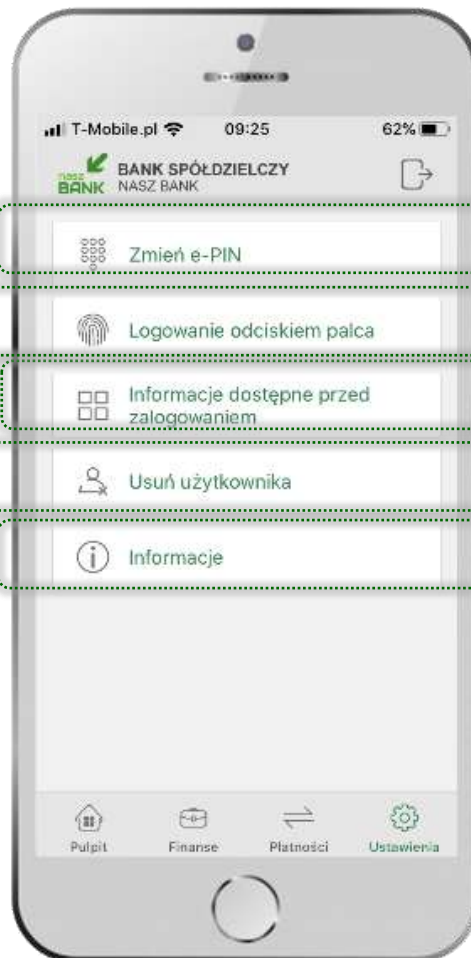 T-Mobile.pl 09:25 62%
nasz BANK BANK SPÓŁDZIELCZY
NASZ BANK
Zmień e-PIN
Logowanie odciskiem palca
Informacje dostępne przed
zalogowaniem
Usuń użytkownika
Informacje
Pulpit Finanse Płatności Ustawienia